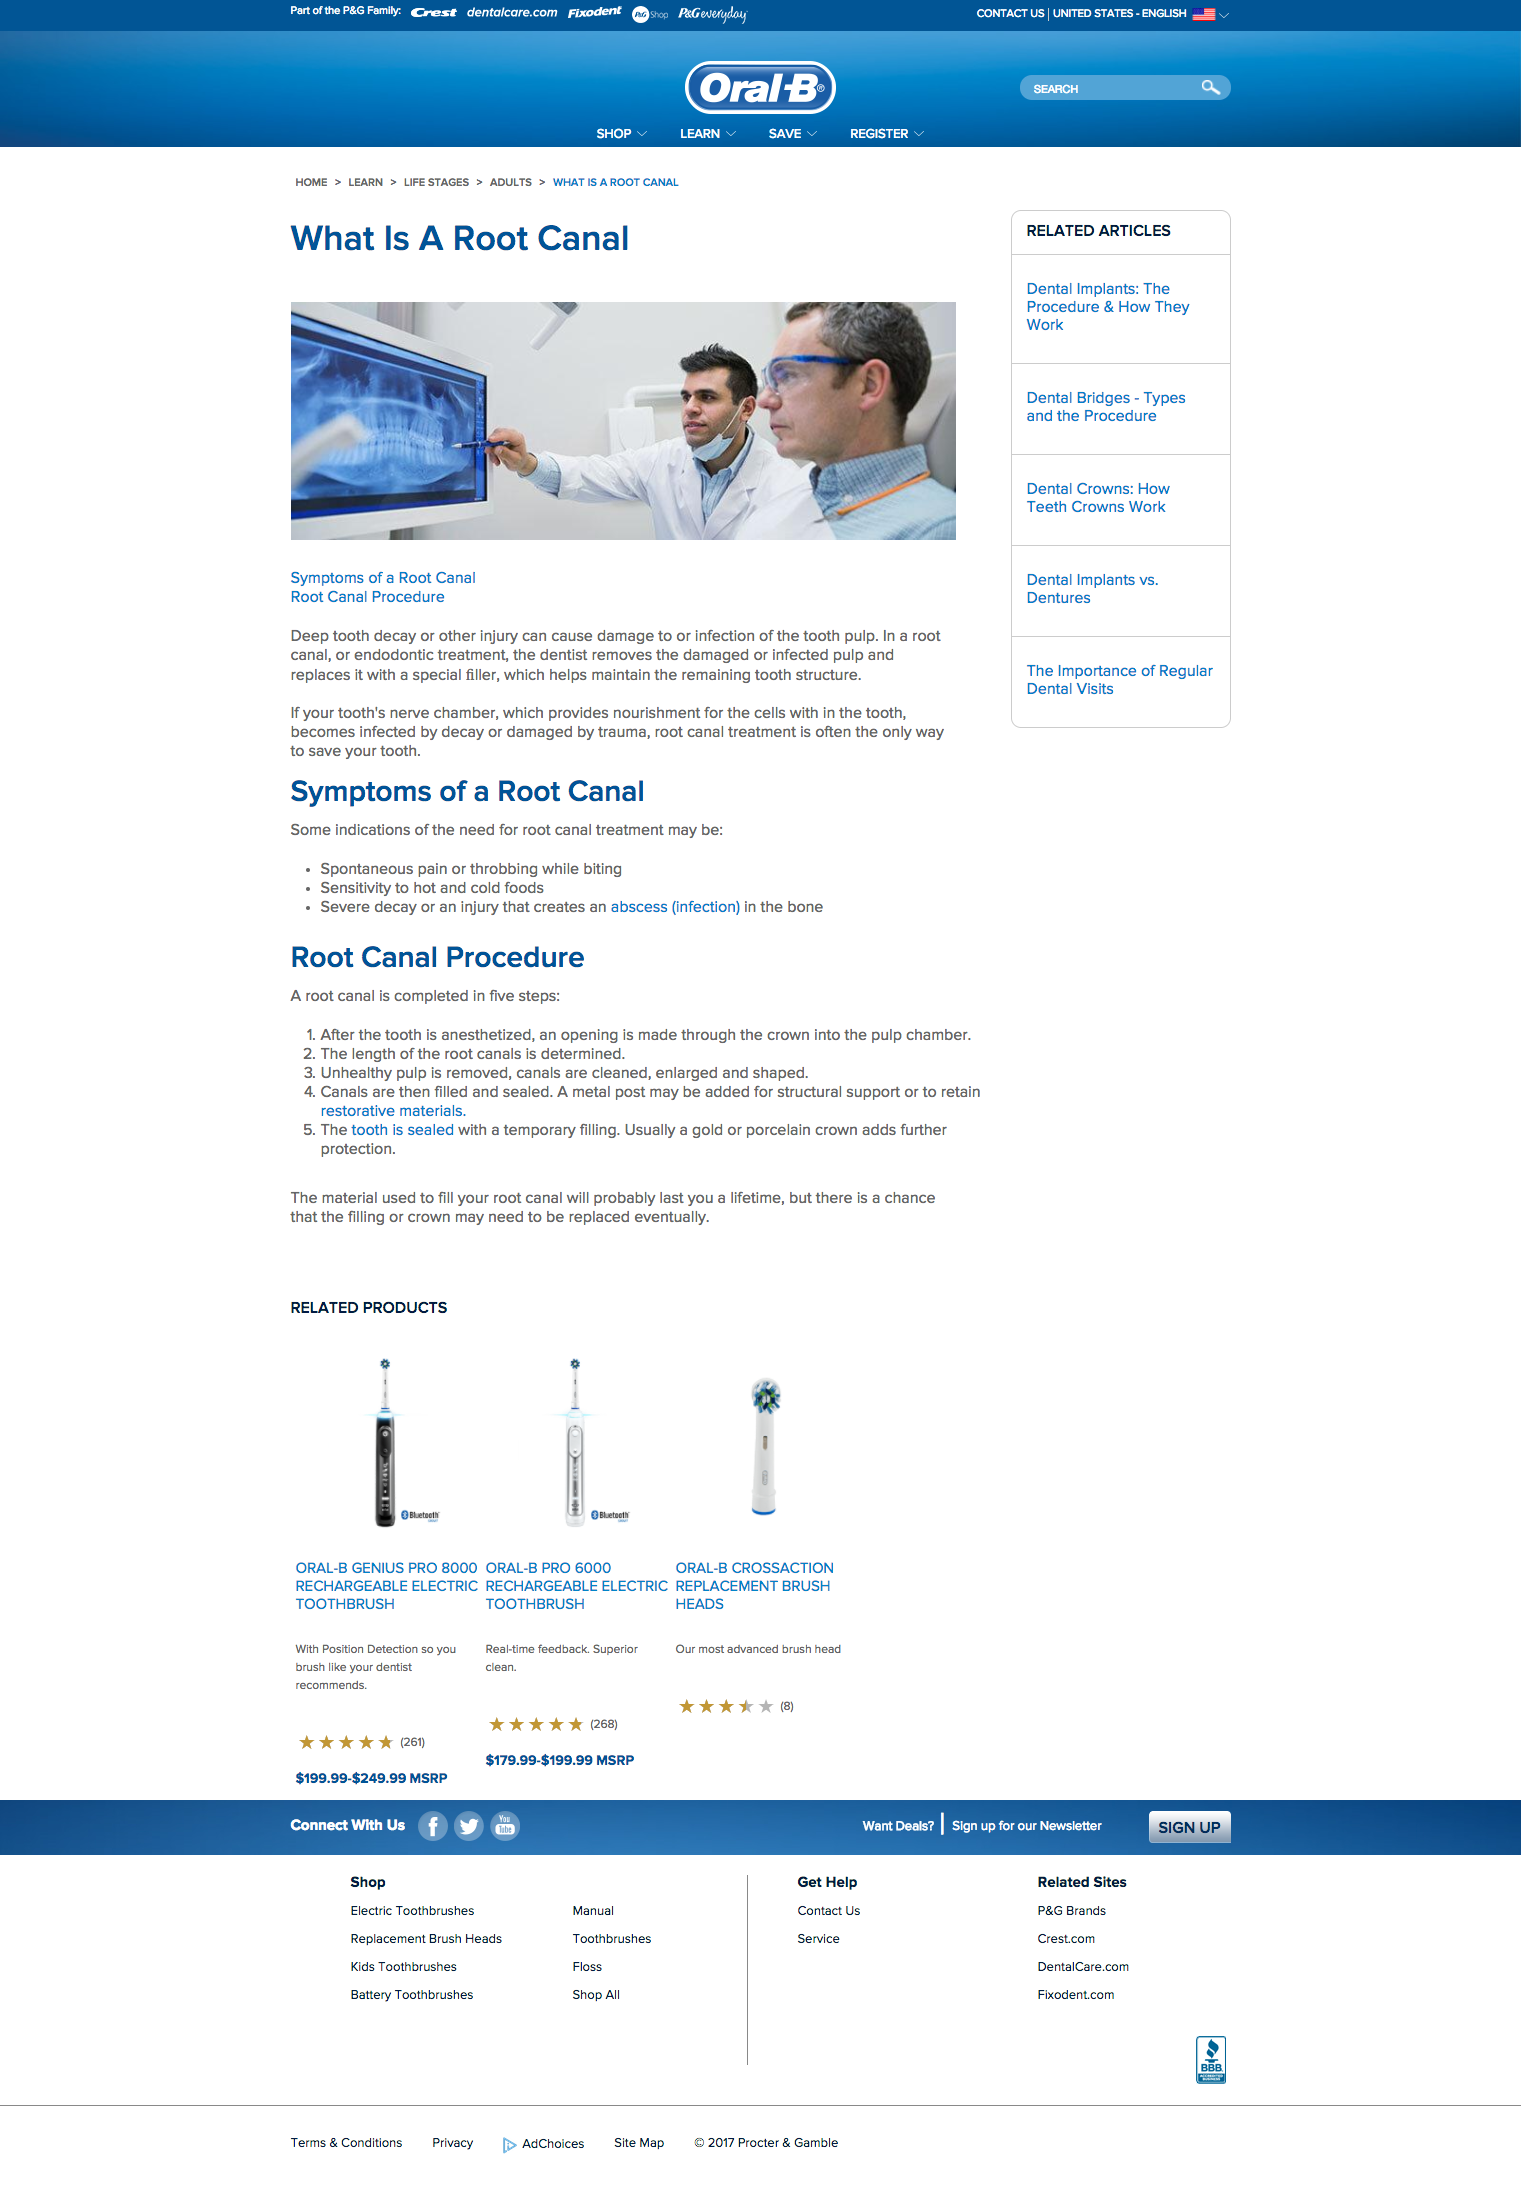 Part of the P&G Family: Crest dentalcare.com Fixodent P&G Shop P&G everyday
CONTACT US | UNITED STATES - ENGLISH
Oral-B®
SEARCH
SHOP LEARN SAVE REGISTER
HOME > LEARN > LIFE STAGES > ADULTS > WHAT IS A ROOT CANAL
What Is A Root Canal
Symptoms of a Root Canal
Root Canal Procedure
Deep tooth decay or other injury can cause damage to or infection of the tooth pulp. In a root
canal, or endodontic treatment, the dentist removes the damaged or infected pulp and
replaces it with a special filler, which helps maintain the remaining tooth structure.
If your tooth's nerve chamber, which provides nourishment for the cells with in the tooth,
becomes infected by decay or damaged by trauma, root canal treatment is often the only way
to save your tooth.
Symptoms of a Root Canal
Some indications of the need for root canal treatment may be:
• Spontaneous pain or throbbing while biting
• Sensitivity to hot and cold foods
• Severe decay or an injury that creates an abscess (infection) in the bone
Root Canal Procedure
A root canal is completed in five steps:
1. After the tooth is anesthetized, an opening is made through the crown into the pulp chamber.
2. The length of the root canals is determined.
3. Unhealthy pulp is removed, canals are cleaned, enlarged and shaped.
4. Canals are then filled and sealed. A metal post may be added for structural support or to retain
restorative materials.
5. The tooth is sealed with a temporary filling. Usually a gold or porcelain crown adds further
protection.
The material used to fill your root canal will probably last you a lifetime, but there is a chance
that the filling or crown may need to be replaced eventually.
RELATED ARTICLES
Dental Implants: The
Procedure & How They
Work
Dental Bridges - Types
and the Procedure
Dental Crowns: How
Teeth Crowns Work
Dental Implants vs.
Dentures
The Importance of Regular
Dental Visits
RELATED PRODUCTS
Bluetooth
ORAL-B GENIUS PRO 8000
RECHARGEABLE ELECTRIC
TOOTHBRUSH
With Position Detection so you
brush like your dentist
recommends.
(261)
$199.99-$249.99 MSRP
Bluetooth
ORAL-B PRO 6000
RECHARGEABLE ELECTRIC
TOOTHBRUSH
Real-time feedback. Superior
clean.
(268)
$179.99-$199.99 MSRP
ORAL-B CROSSACTION
REPLACEMENT BRUSH
HEADS
Our most advanced brush head
(8)
Connect With Us
You
Tube
Want Deals? | Sign up for our Newsletter
SIGN UP
Shop
Electric Toothbrushes
Replacement Brush Heads
Kids Toothbrushes
Battery Toothbrushes
Manual
Toothbrushes
Floss
Shop All
Get Help
Contact Us
Service
Related Sites
P&G Brands
Crest.com
DentalCare.com
Fixodent.com
BBB
ACCREDITED
BUSINESS
Terms & Conditions Privacy AdChoices Site Map © 2017 Procter & Gamble